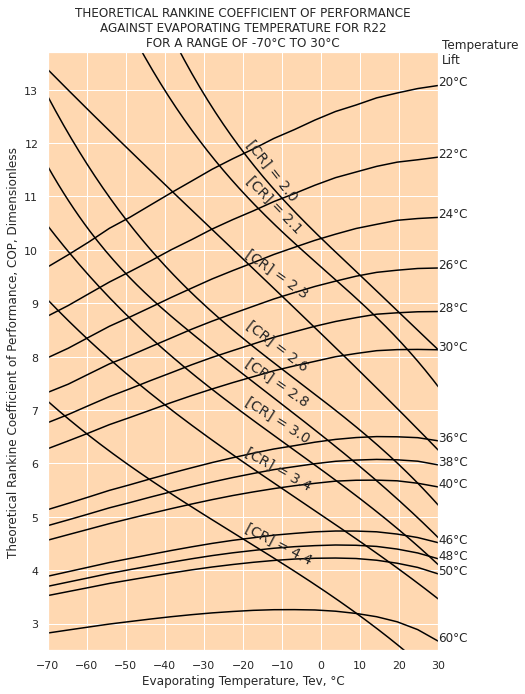 THEORETICAL RANKINE COEFFICIENT OF PERFORMANCE
AGAINST EVAPORATING TEMPERATURE FOR R22
FOR A RANGE OF -70°C TO 30°C
Temperature
Lift
20°C
22°C
24°C
26°C
28°C
30°C
36°C
38°C
40°C
46°C
48°C
50°C
60°C
[CR] = 2.0
[CR] = 2.1
[CR] = 2.3
[CR] = 2.6
[CR] = 2.8
[CR] = 3.0
[CR] = 3.4
[CR] = 4.4
Theoretical Rankine Coefficient of Performance, COP, Dimensionless
13
12
11
10
9
8
7
6
5
4
3
−70 −60 −50 −40 −30 −20 −10 0 10 20 30
Evaporating Temperature, Tev, °C